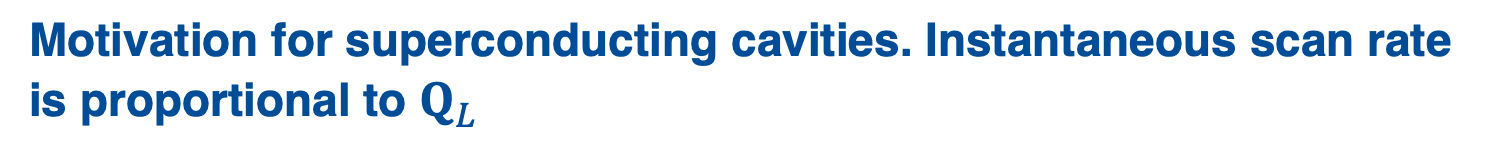 Motivation for superconducting cavities. Instantaneous scan rate
is proportional to Q_L